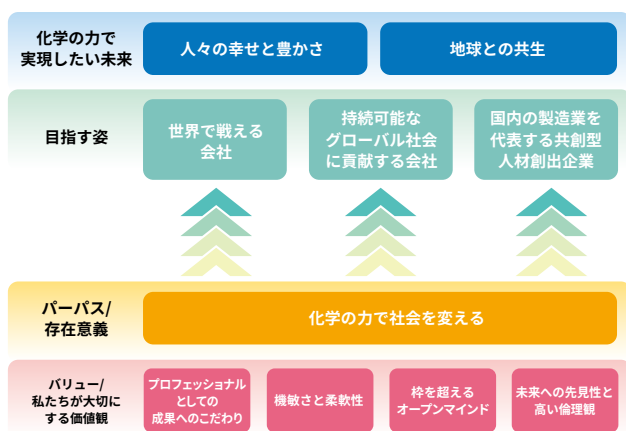 化学の力で
実現したい未来
人々の幸せと豊かさ
地球との共生
目指す姿
世界で戦える
会社
持続可能な
グローバル社会
に貢献する会社
国内の製造業を
代表する共創型
人材創出企業
パーパス/
存在意義
化学の力で社会を変える
バリュー/
私たちが大切に
する価値観
プロフェッショナル
としての
成果へのこだわり
機敏さと柔軟性
枠を超える
オープンマインド
未来への先見性と
高い倫理観